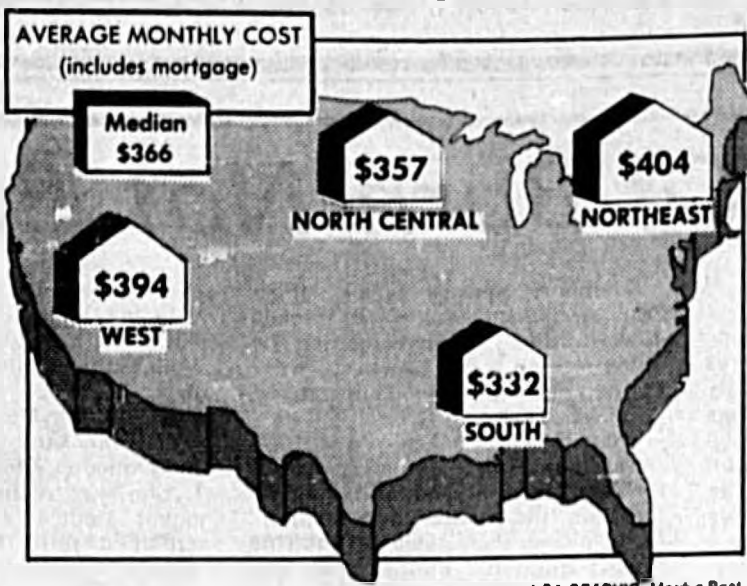 AVERAGE MONTHLY COST
(includes mortgage)
Median
$366
$357
NORTH CENTRAL
$404
NORTHEAST
$394
WEST
$332
SOUTH